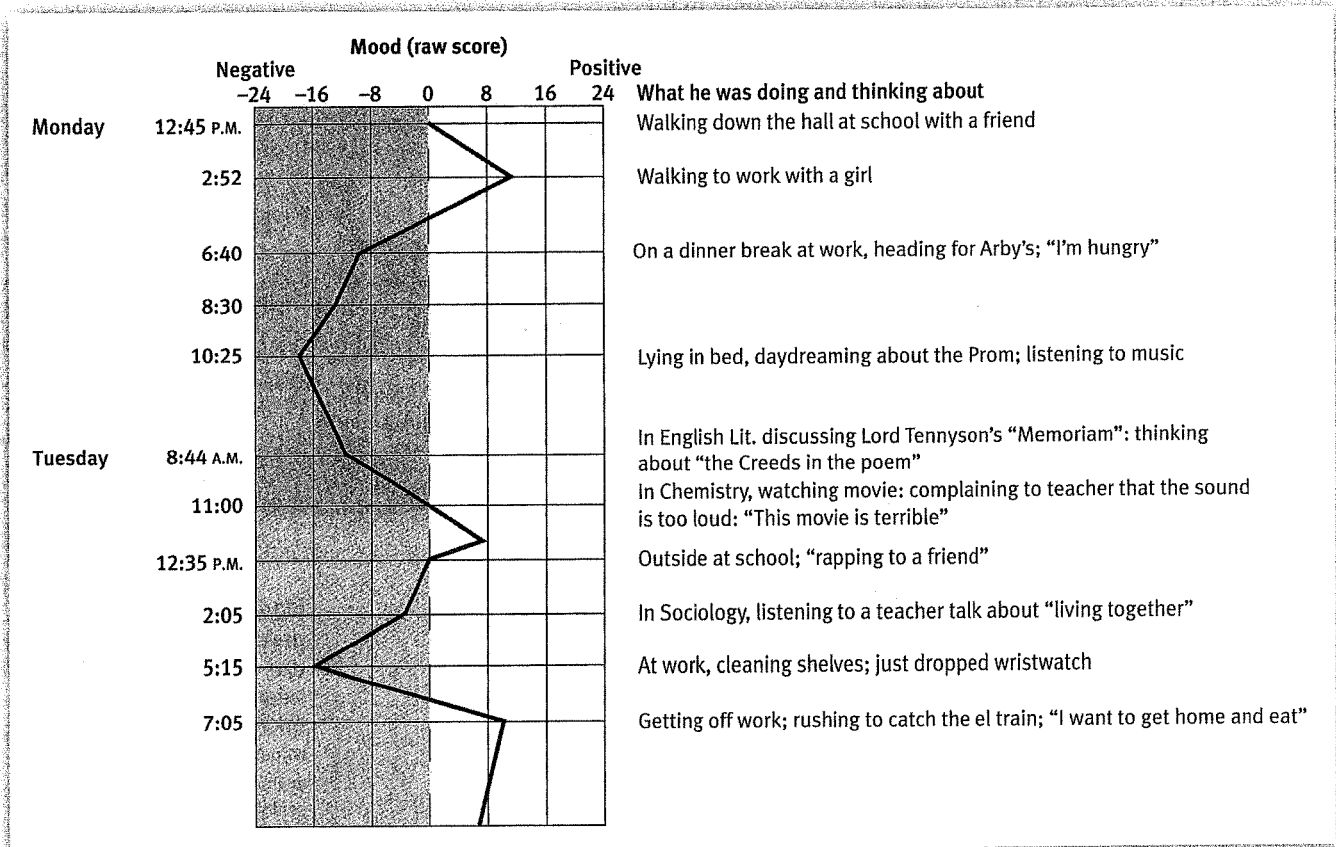 Mood (raw score)
Negative Positive
–24 –16 –8 0 8 16 24 What he was doing and thinking about
Monday 12:45 P.M. Walking down the hall at school with a friend
2:52 Walking to work with a girl
6:40 On a dinner break at work, heading for Arby's; "I'm hungry"
8:30
10:25 Lying in bed, daydreaming about the Prom; listening to music
In English Lit. discussing Lord Tennyson's "Memoriam": thinking
Tuesday 8:44 A.M. about "the Creeds in the poem"
In Chemistry, watching movie: complaining to teacher that the sound
11:00 is too loud: "This movie is terrible"
12:35 P.M. Outside at school; "rapping to a friend"
2:05 In Sociology, listening to a teacher talk about "living together"
5:15 At work, cleaning shelves; just dropped wristwatch
7:05 Getting off work; rushing to catch the el train; "I want to get home and eat"